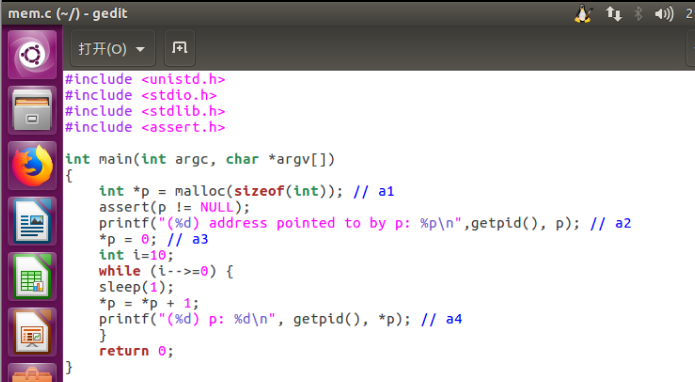 mem.c (~/) - gedit
2
打开(O)
#include <unistd.h>
#include <stdio.h>
#include <stdlib.h>
#include <assert.h>
int main(int argc, char *argv[])
{
    int *p = malloc(sizeof(int)); // a1
    assert(p != NULL);
    printf("(%d) address pointed to by p: %p\n",getpid(), p); // a2
    *p = 0; // a3
    int i=10;
    while (i-->=0) {
    sleep(1);
    *p = *p + 1;
    printf("(%d) p: %d\n", getpid(), *p); // a4
    }
    return 0;
}